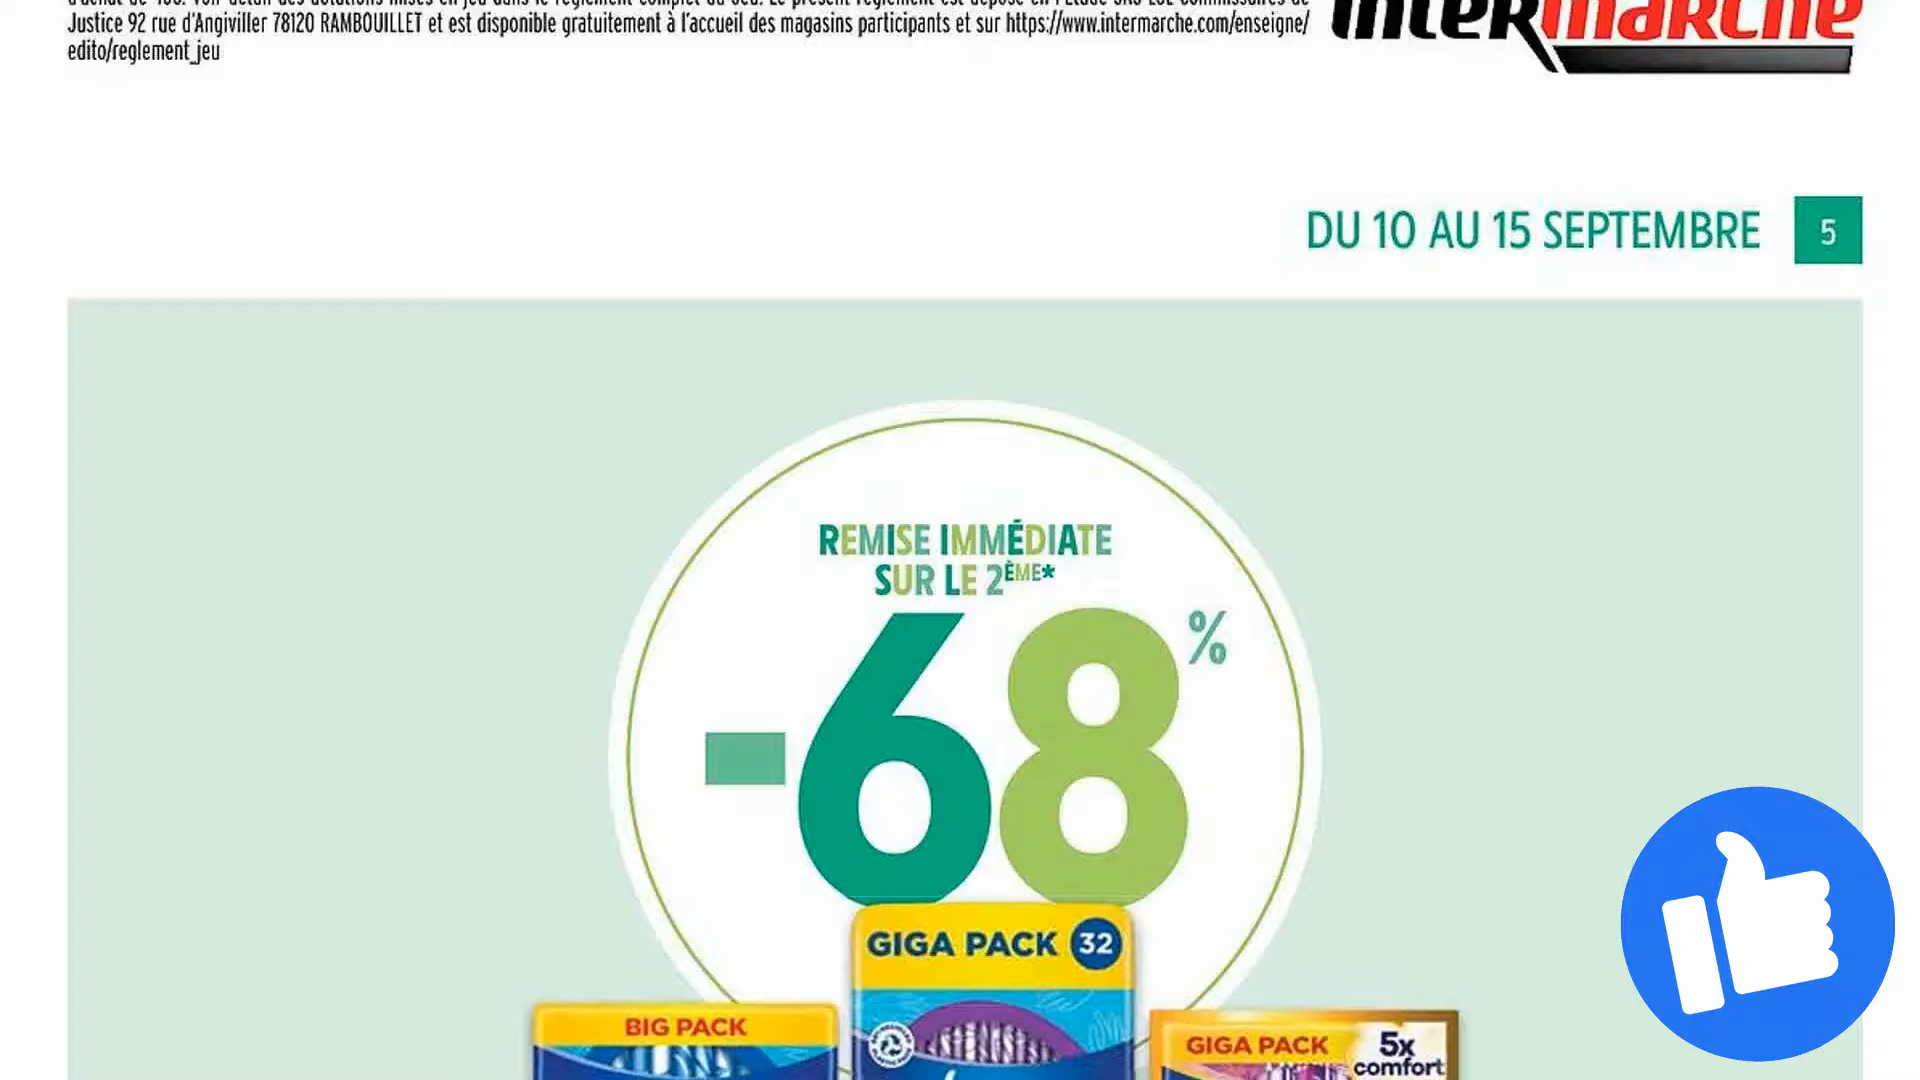 Justice 92 rue d'Angiviller 78120 RAMBOUILLET et est disponible gratuitement à l'accueil des magasins participants et sur https://www.intermarche.com/enseigne/
edito/reglement_jeu
InterMarché
DU 10 AU 15 SEPTEMBRE 5
REMISE IMMÉDIATE
SUR LE 2ÈME*
-68%
GIGA PACK 32
BIG PACK
GIGA PACK
5x
comfort